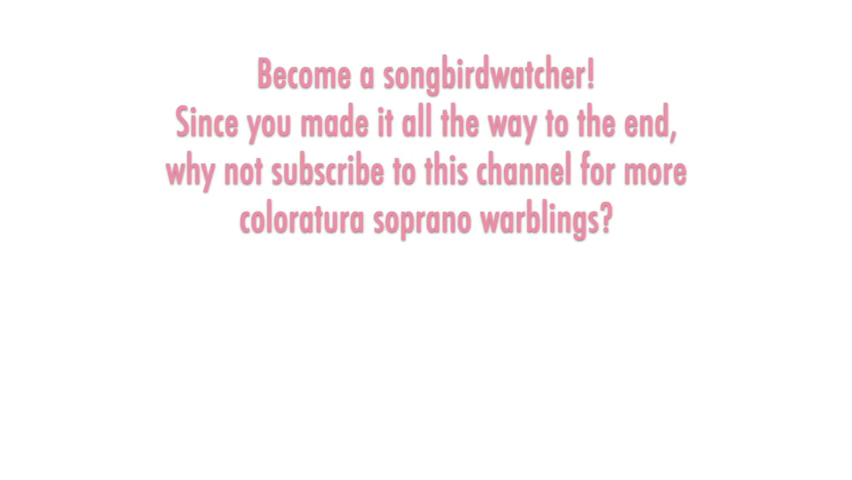 Become a songbirdwatcher!
Since you made it all the way to the end,
why not subscribe to this channel for more
coloratura soprano warblings?